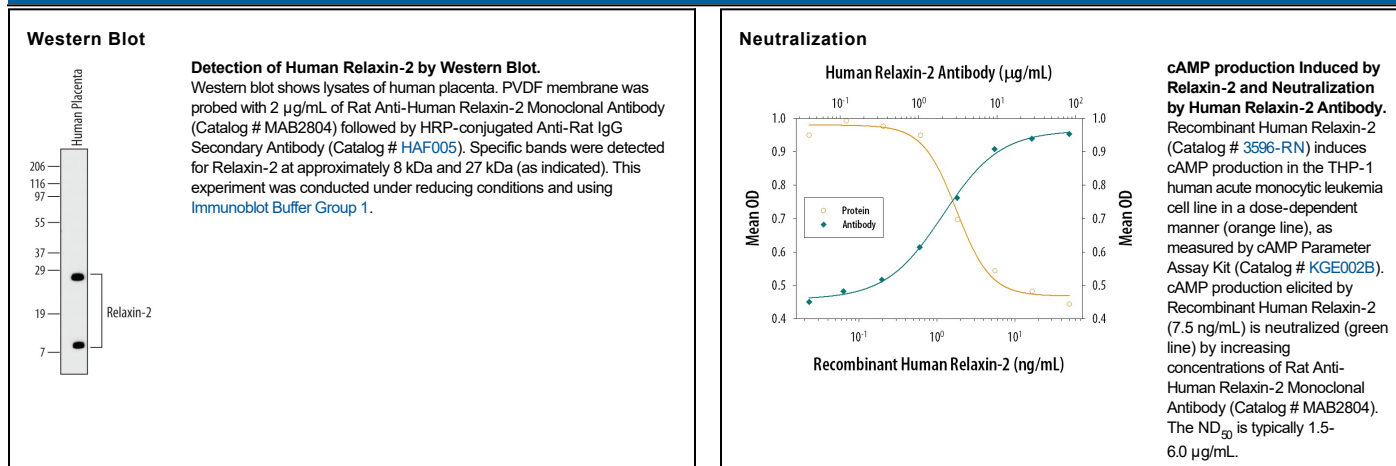 Western Blot
Human Placenta
206
116
97
55
37
29
19
7
Relaxin-2
Detection of Human Relaxin-2 by Western Blot.
Western blot shows lysates of human placenta. PVDF membrane was
probed with 2 µg/mL of Rat Anti-Human Relaxin-2 Monoclonal Antibody
(Catalog # MAB2804) followed by HRP-conjugated Anti-Rat IgG
Secondary Antibody (Catalog # HAF005). Specific bands were detected
for Relaxin-2 at approximately 8 kDa and 27 kDa (as indicated). This
experiment was conducted under reducing conditions and using
Immunoblot Buffer Group 1.
Neutralization
Human Relaxin-2 Antibody (µg/mL)
10⁻¹ 10⁰ 10¹ 10²
1.0 1.0
0.9 0.9
0.8 0.8
0.7 0.7
0.6 0.6
0.5 0.5
0.4 0.4
Mean OD
Mean OD
Protein
Antibody
10⁻¹ 10⁰ 10¹
Recombinant Human Relaxin-2 (ng/mL)
cAMP production Induced by
Relaxin-2 and Neutralization
by Human Relaxin-2 Antibody.
Recombinant Human Relaxin-2
(Catalog # 3596-RN) induces
cAMP production in the THP-1
human acute monocytic leukemia
cell line in a dose-dependent
manner (orange line), as
measured by cAMP Parameter
Assay Kit (Catalog # KGE002B).
cAMP production elicited by
Recombinant Human Relaxin-2
(7.5 ng/mL) is neutralized (green
line) by increasing
concentrations of Rat Anti-
Human Relaxin-2 Monoclonal
Antibody (Catalog # MAB2804).
The ND₅₀ is typically 1.5-
6.0 µg/mL.